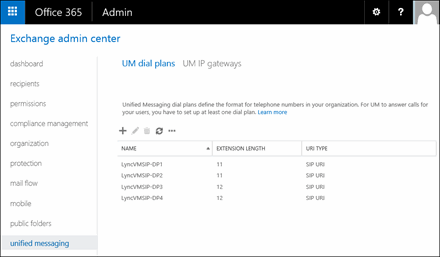 Office 365
Admin
?
Exchange admin center
dashboard
recipients
permissions
compliance management
organization
protection
mail flow
mobile
public folders
unified messaging
UM dial plans
UM IP gateways
Unified Messaging dial plans define the format for telephone numbers in your organization. For UM to answer calls for
your users, you have to set up at least one dial plan. Learn more
NAME EXTENSION LENGTH URI TYPE
LyncVMSIP-DP1 11 SIP URI
LyncVMSIP-DP2 11 SIP URI
LyncVMSIP-DP3 12 SIP URI
LyncVMSIP-DP4 12 SIP URI